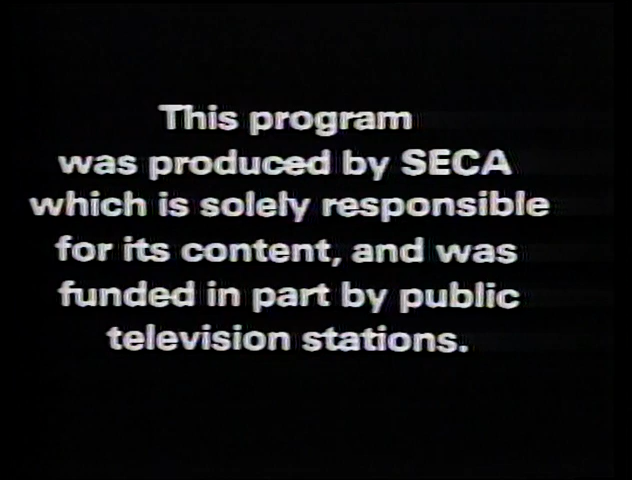 This program
was produced by SECA
which is solely responsible
for its content, and was
funded in part by public
television stations.